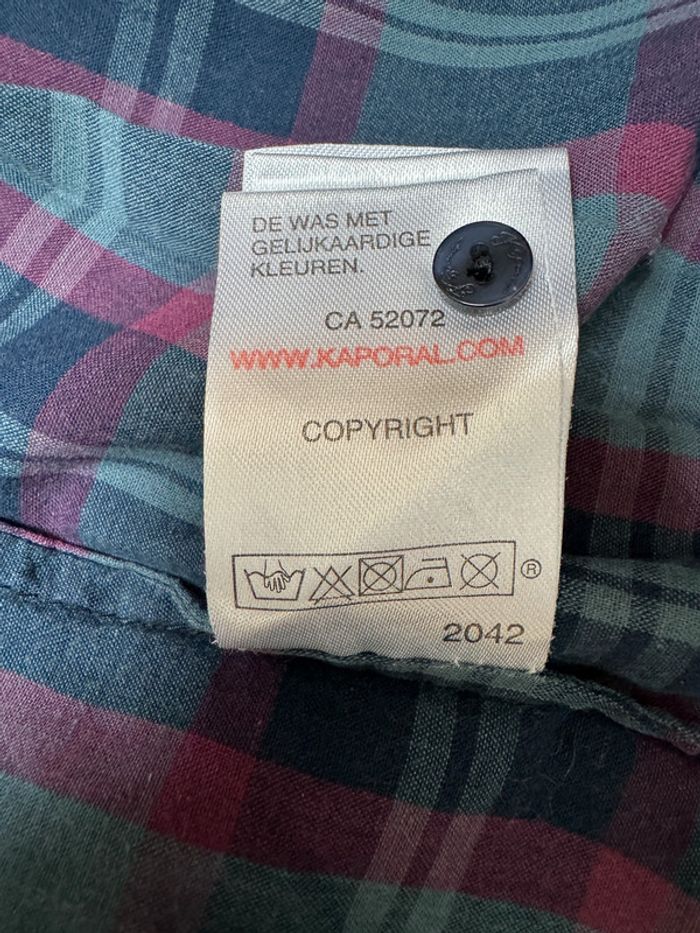 DE WAS MET
GELIJKAARDIGE
KLEUREN.
CA 52072
WWW.KAPORAL.COM
COPYRIGHT
®
2042